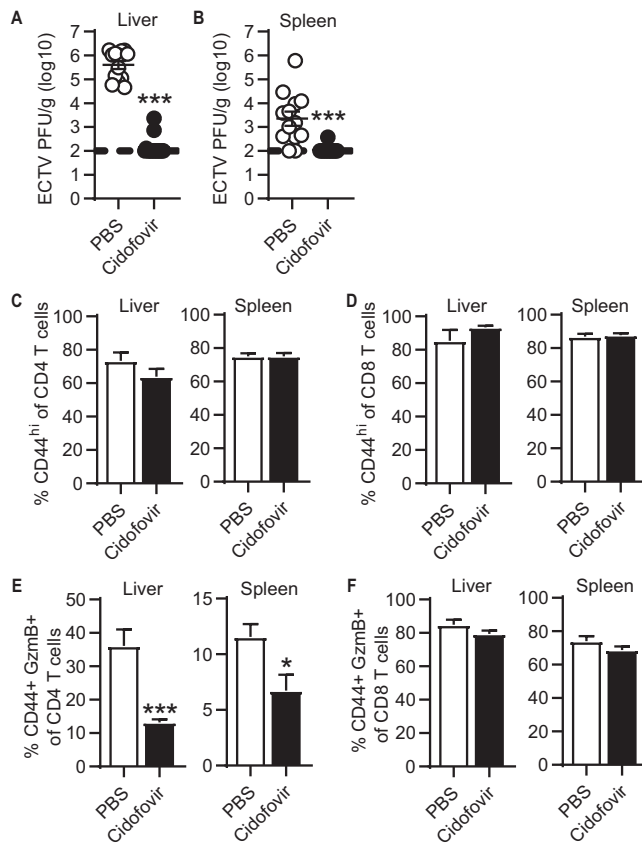 A
Liver
ECTV PFU/g (log10)
7
6
5
4
3
2
1
0
***
PBS
Cidofovir
B
Spleen
ECTV PFU/g (log10)
7
6
5
4
3
2
1
0
***
PBS
Cidofovir
C
Liver
% CD44hi of CD4 T cells
100
80
60
40
20
0
PBS
Cidofovir
Spleen
100
80
60
40
20
0
PBS
Cidofovir
D
Liver
% CD44hi of CD8 T cells
100
80
60
40
20
0
PBS
Cidofovir
Spleen
100
80
60
40
20
0
PBS
Cidofovir
E
Liver
% CD44+ GzmB+
of CD4 T cells
50
40
30
20
10
0
***
PBS
Cidofovir
Spleen
15
10
5
0
*
PBS
Cidofovir
F
Liver
% CD44+ GzmB+
of CD8 T cells
100
80
60
40
20
0
PBS
Cidofovir
Spleen
100
80
60
40
20
0
PBS
Cidofovir